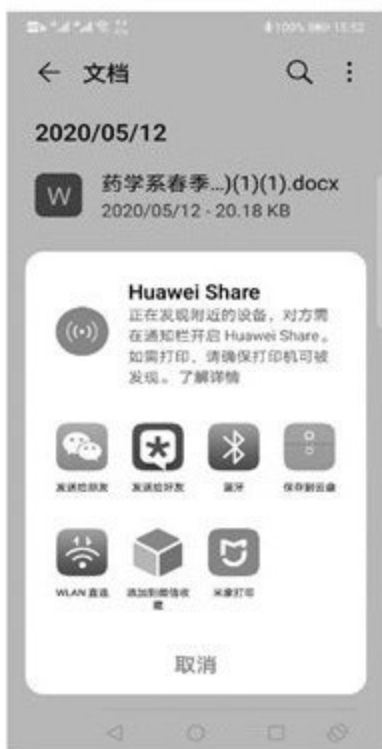 100% 15:52
文档
2020/05/12
W
药学系春季...)(1)(1).docx
2020/05/12 - 20.18 KB
Huawei Share
正在发现附近的设备，对方需
在通知栏开启 Huawei Share。
如需打印，请确保打印机可被
发现。了解详情
发送给朋友 发送给好友 蓝牙 保存到云盘
WLAN 直连 添加到微信收 米家打印
藏
取消